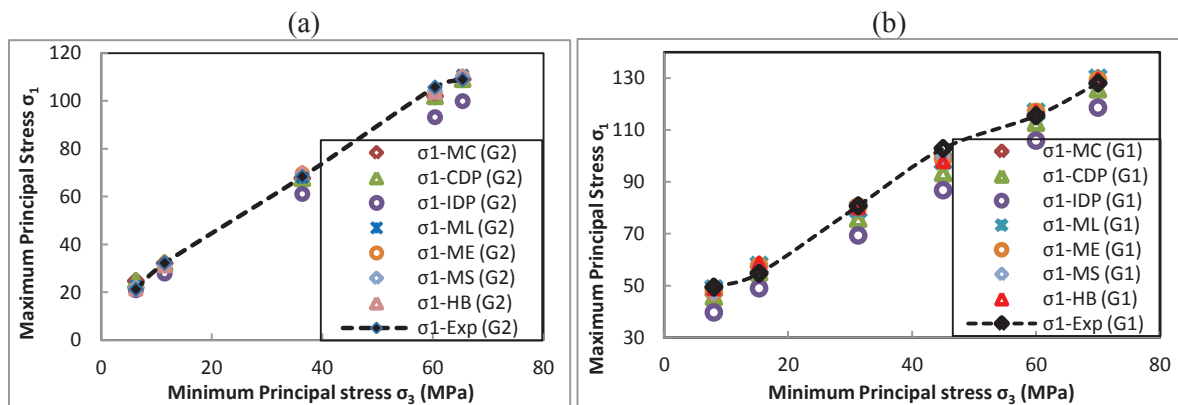 (a)
120
100
80
60
40
20
0
0 20 40 60 80
Maximum Principal Stress σ1
Minimum Principal stress σ3 (MPa)
σ1-MC (G2)
σ1-CDP (G2)
σ1-IDP (G2)
σ1-ML (G2)
σ1-ME (G2)
σ1-MS (G2)
σ1-HB (G2)
σ1-Exp (G2)
(b)
130
110
90
70
50
30
0 20 40 60 80
Maximum Principal Stress σ1
Minimum Principal stress σ3 (MPa)
σ1-MC (G1)
σ1-CDP (G1)
σ1-IDP (G1)
σ1-ML (G1)
σ1-ME (G1)
σ1-MS (G1)
σ1-HB (G1)
σ1-Exp (G1)